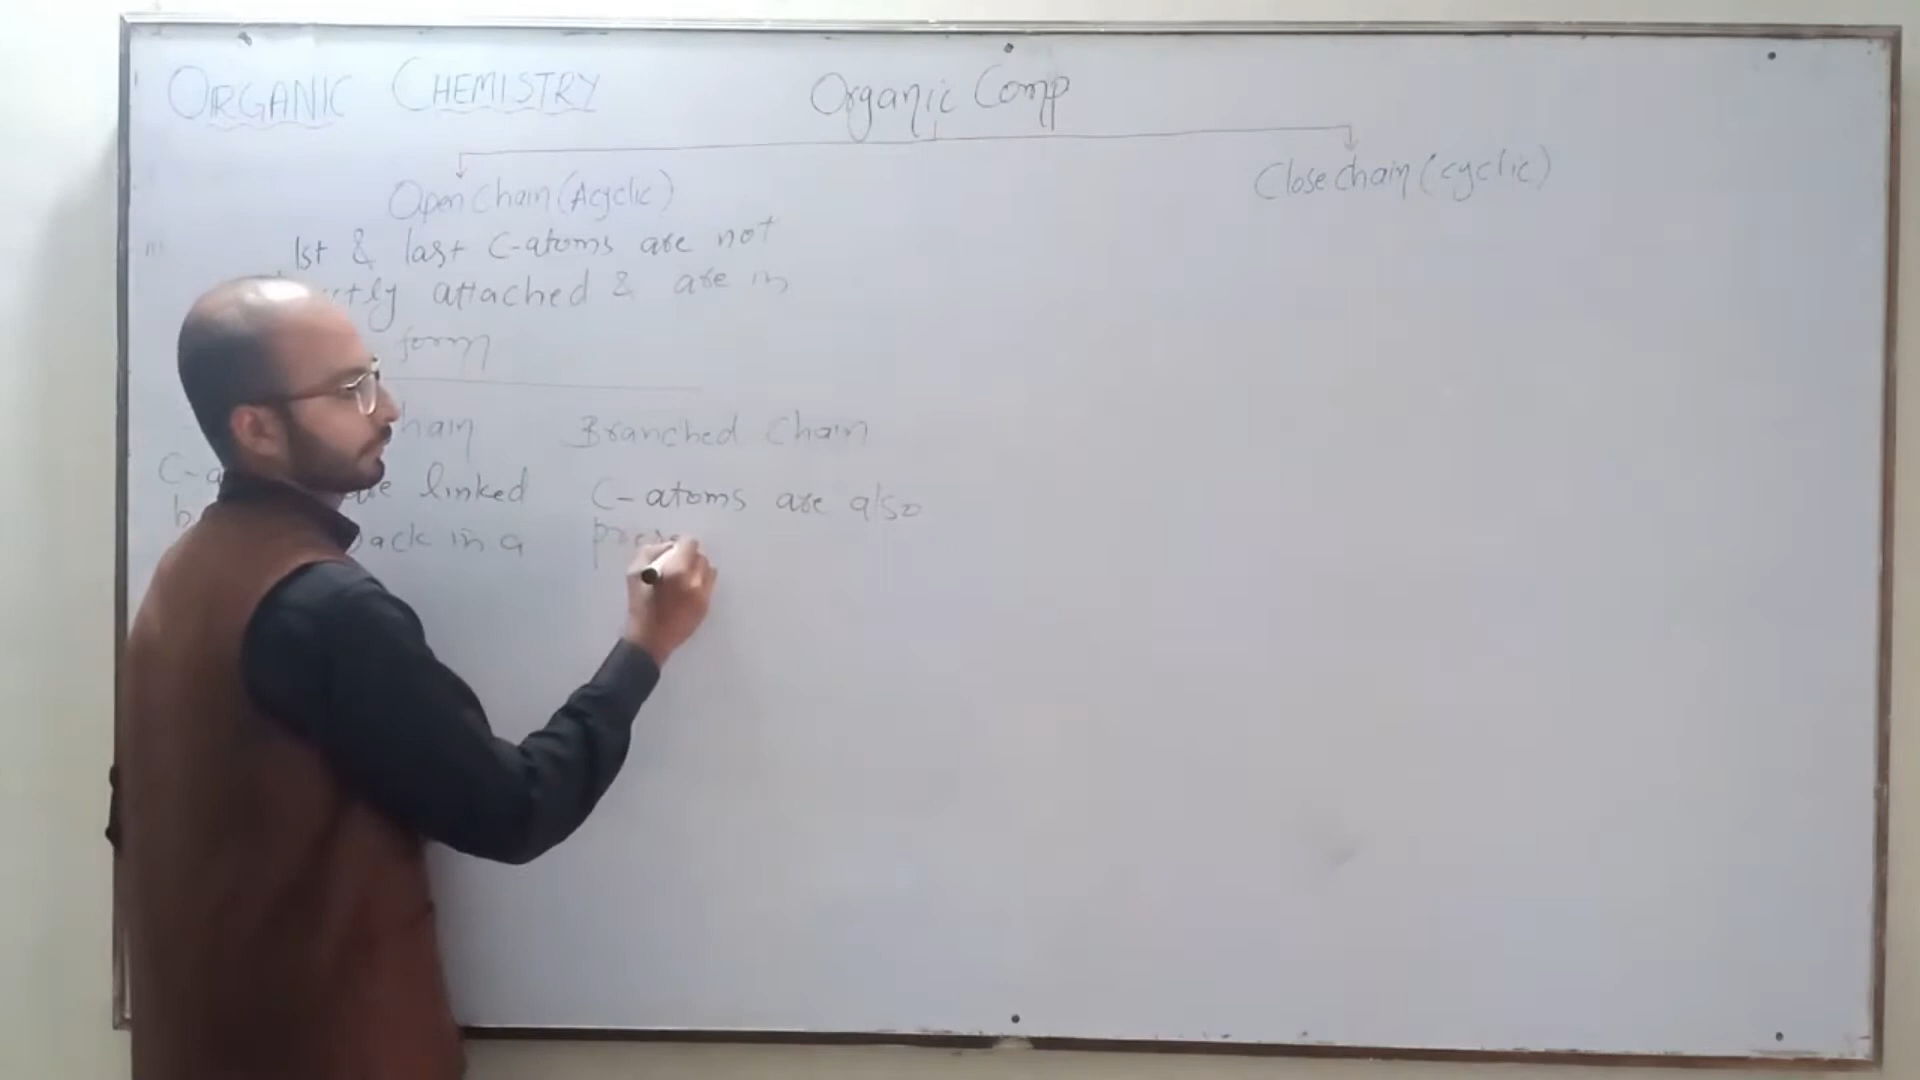 ORGANIC CHEMISTRY
Organic Comp
Open Chain (Acyclic)
Close chain (cyclic)
1st & last C-atoms are not
attached & are in
form
Branched Chain
linked
in a
C-atoms are also